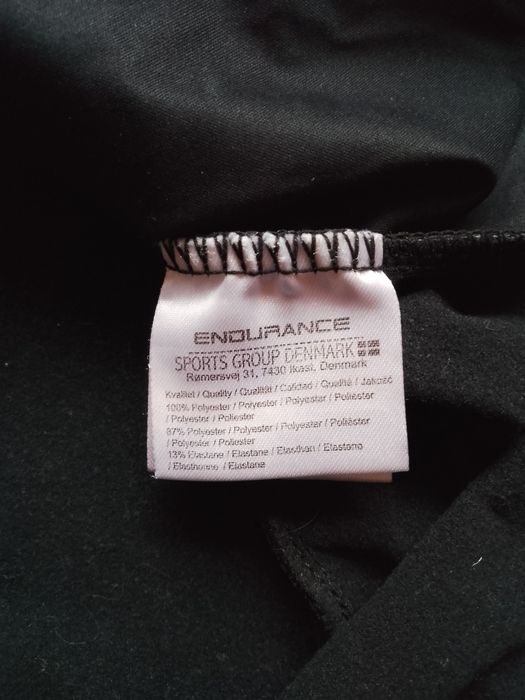 ENDURANCE
SPORTS GROUP DENMARK
Rømersvej 31, 7430 Ikast, Denmark
Kvalitet / Quality / Qualität / Calidad / Qualité / Jakość
100% Polyester / Polyester / Polyester / Poliéster
/ Polyester / Poliester
87% Polyester / Polyester / Polyester / Poliéster
/ Polyester / Poliester
13% Elastane / Elastane / Elasthan / Elastano
/ Elasthanne / Elastane